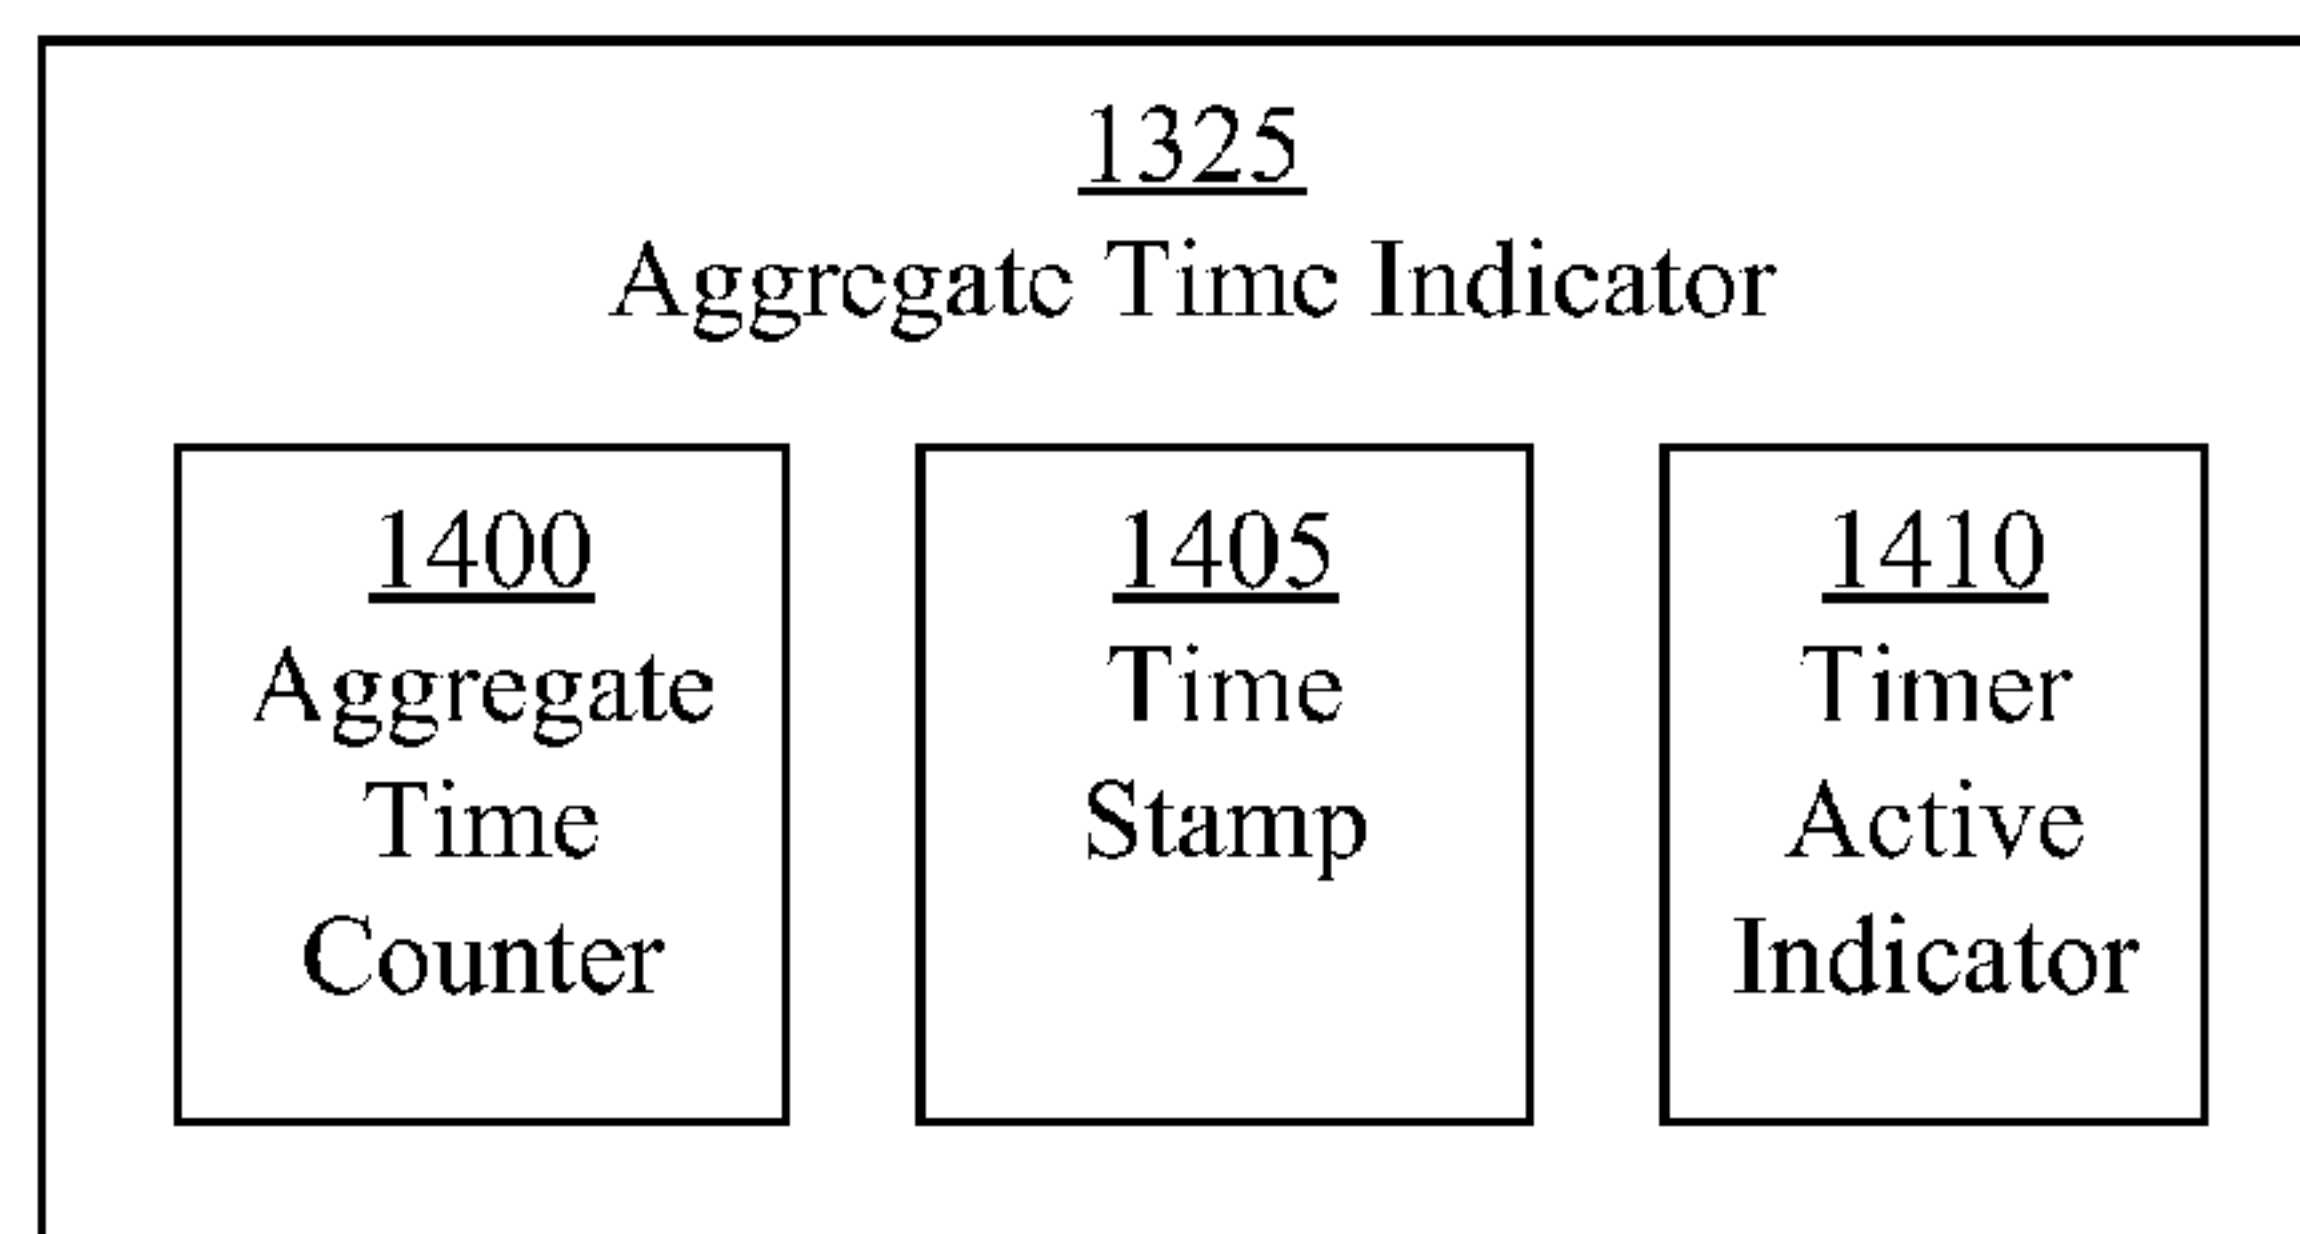 1325
Aggregate Time Indicator
1400
Aggregate
Time
Counter
1405
Time
Stamp
1410
Timer
Active
Indicator